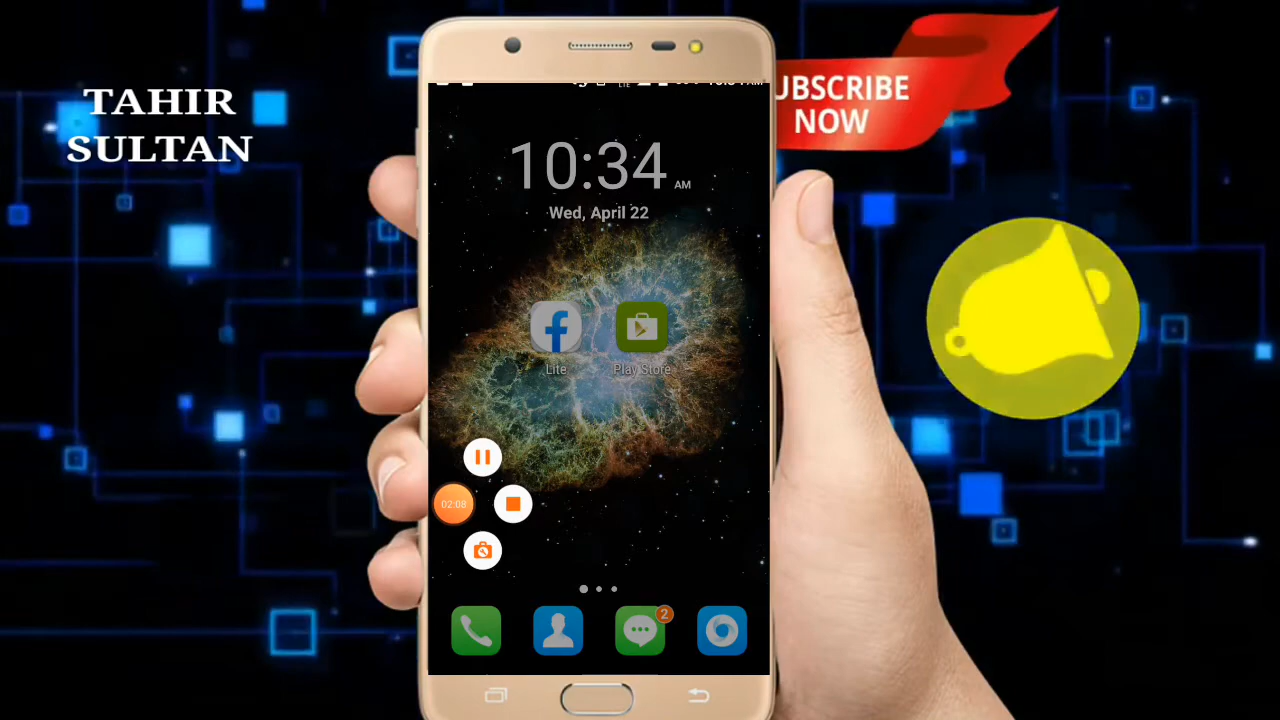 TAHIR
SULTAN
UBSCRIBE
NOW
10:34 AM
Wed, April 22
Lite
Play Store
02:08
2